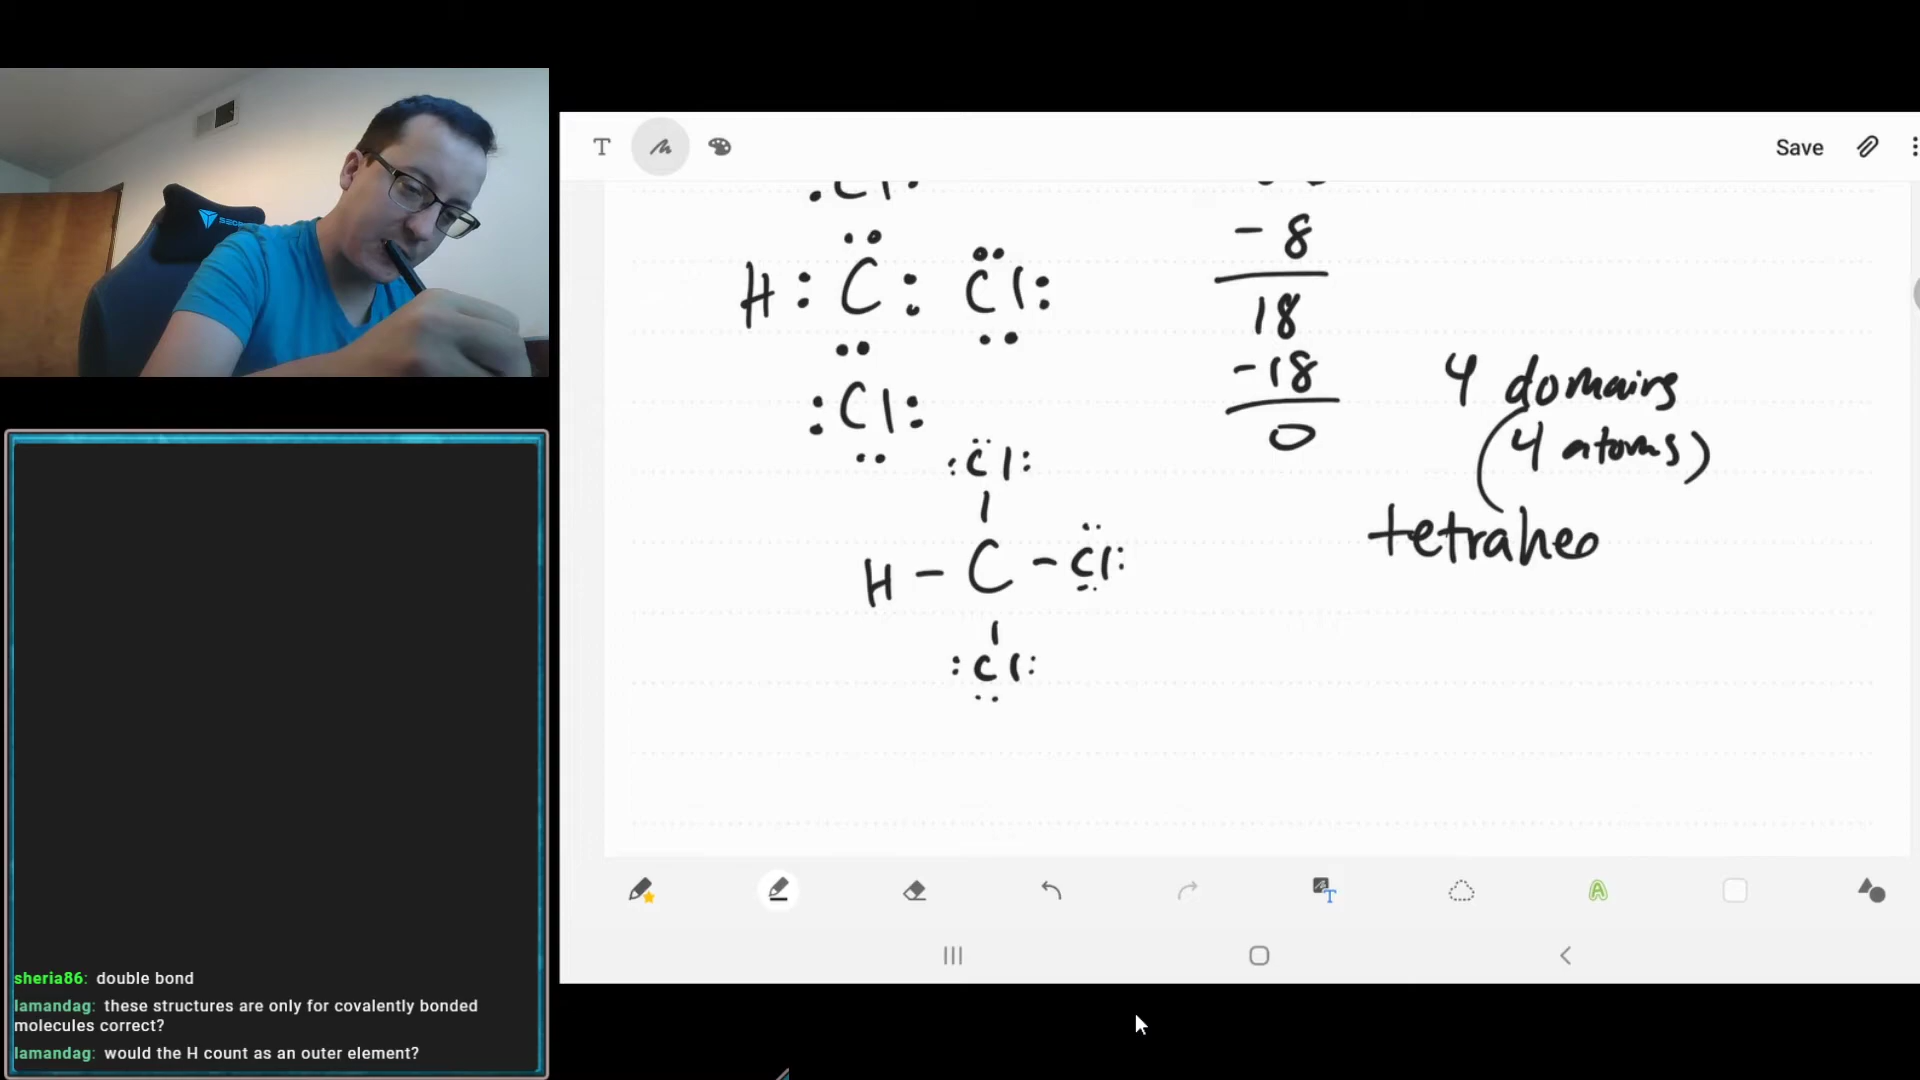 Save
:Cl:
- 8
H : C : Cl:
18
-18
:Cl:
0
4 domains
(4 atoms)
:Cl:
H - C - Cl:
:Cl:
tetraheo
sheria86: double bond
lamandag: these structures are only for covalently bonded
molecules correct?
lamandag: would the H count as an outer element?